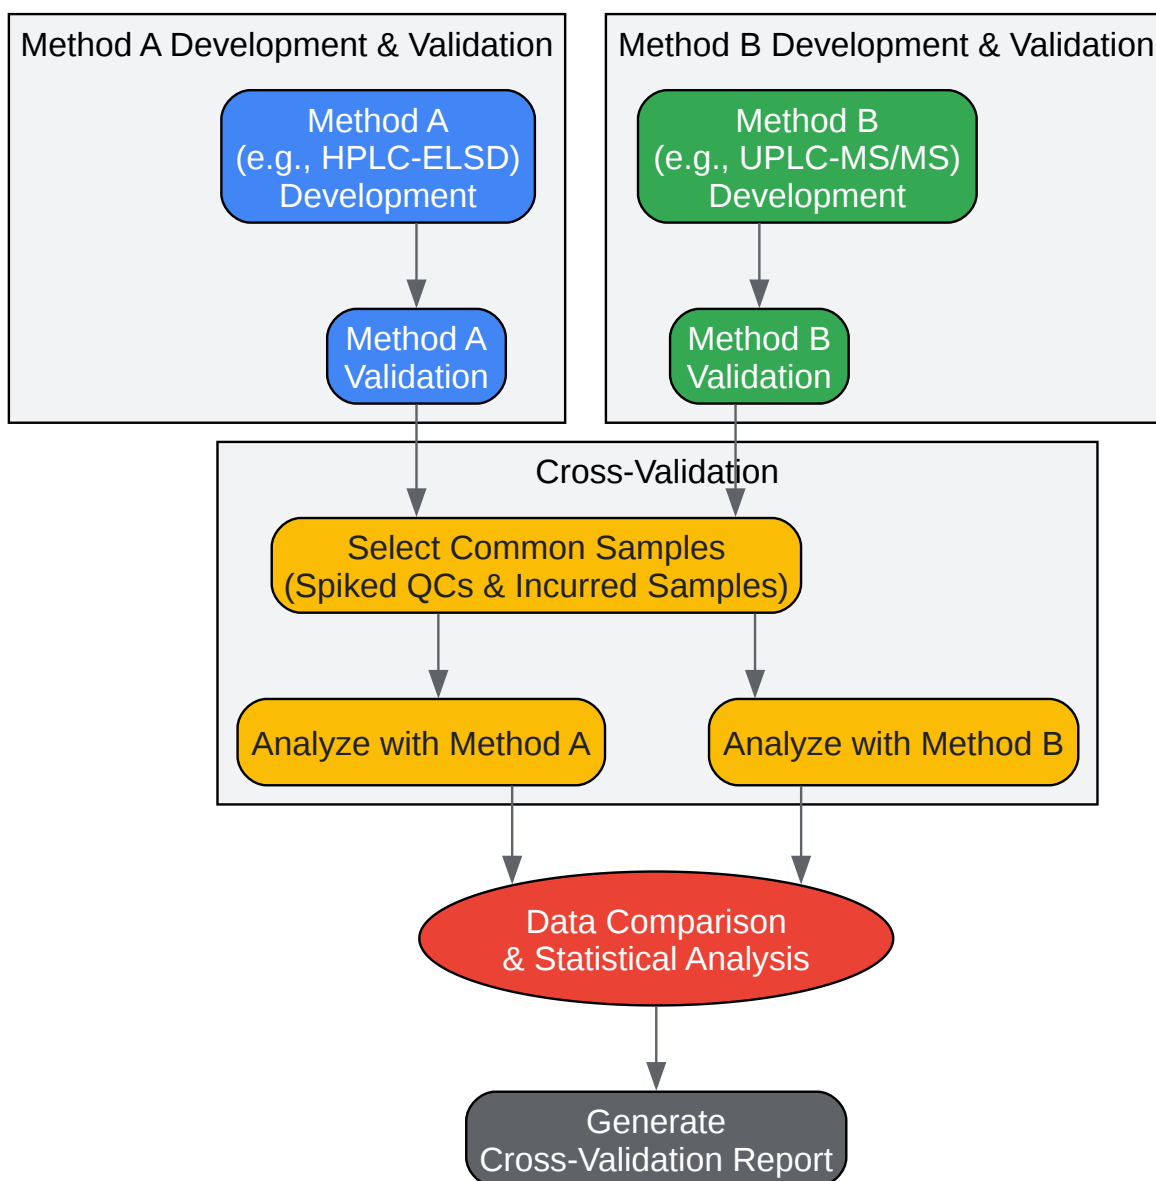 Method A Development & Validation
Method B Development & Validation
Method A
(e.g., HPLC-ELSD)
Development
Method B
(e.g., UPLC-MS/MS)
Development
Method A
Validation
Method B
Validation
Cross-Validation
Select Common Samples
(Spiked QCs & Incurred Samples)
Analyze with Method A
Analyze with Method B
Data Comparison
& Statistical Analysis
Generate
Cross-Validation Report